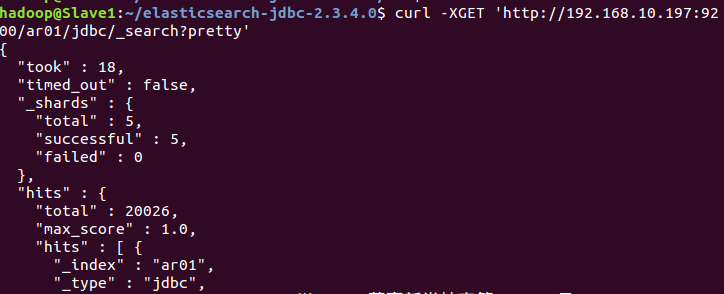 hadoop@Slave1:~/elasticsearch-jdbc-2.3.4.0$ curl -XGET 'http://192.168.10.197:92
00/ar01/jdbc/_search?pretty'
{
  "took" : 18,
  "timed_out" : false,
  "_shards" : {
    "total" : 5,
    "successful" : 5,
    "failed" : 0
  },
  "hits" : {
    "total" : 20026,
    "max_score" : 1.0,
    "hits" : [ {
      "_index" : "ar01",
      "_type" : "jdbc",